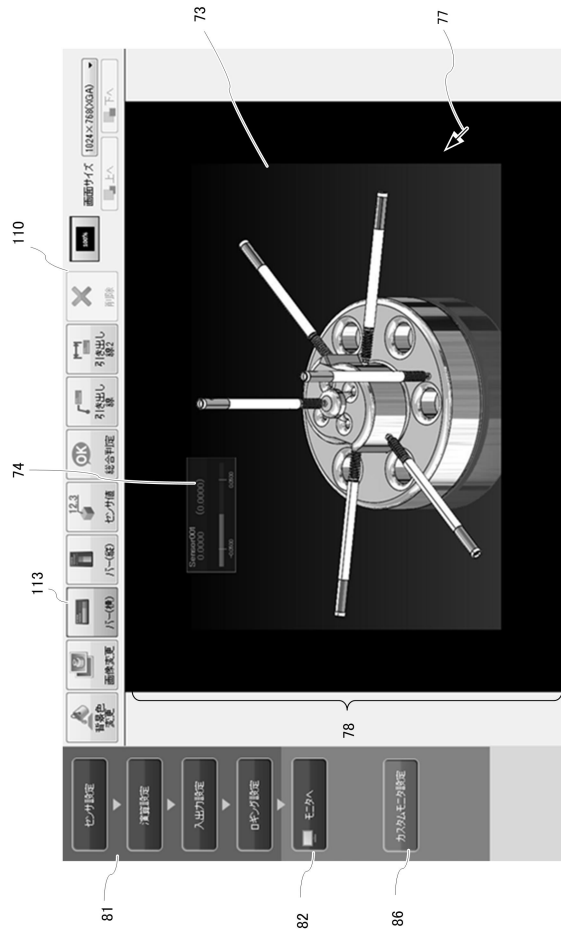 81
82
86
センサ設定
演算設定
入出力設定
ロギング設定
モニタへ
カスタムモニタ設定
113
74
110
73
77
78
背景色
変更
画像変更
バー(横)
バー(縦)
12.3
センサ値
OK
総合判定
引き出し
線
引き出し
線2
削除
100%
画面サイズ
1024×768(XGA)
上へ
下へ
Sensor001
0.0000
(0.0000)